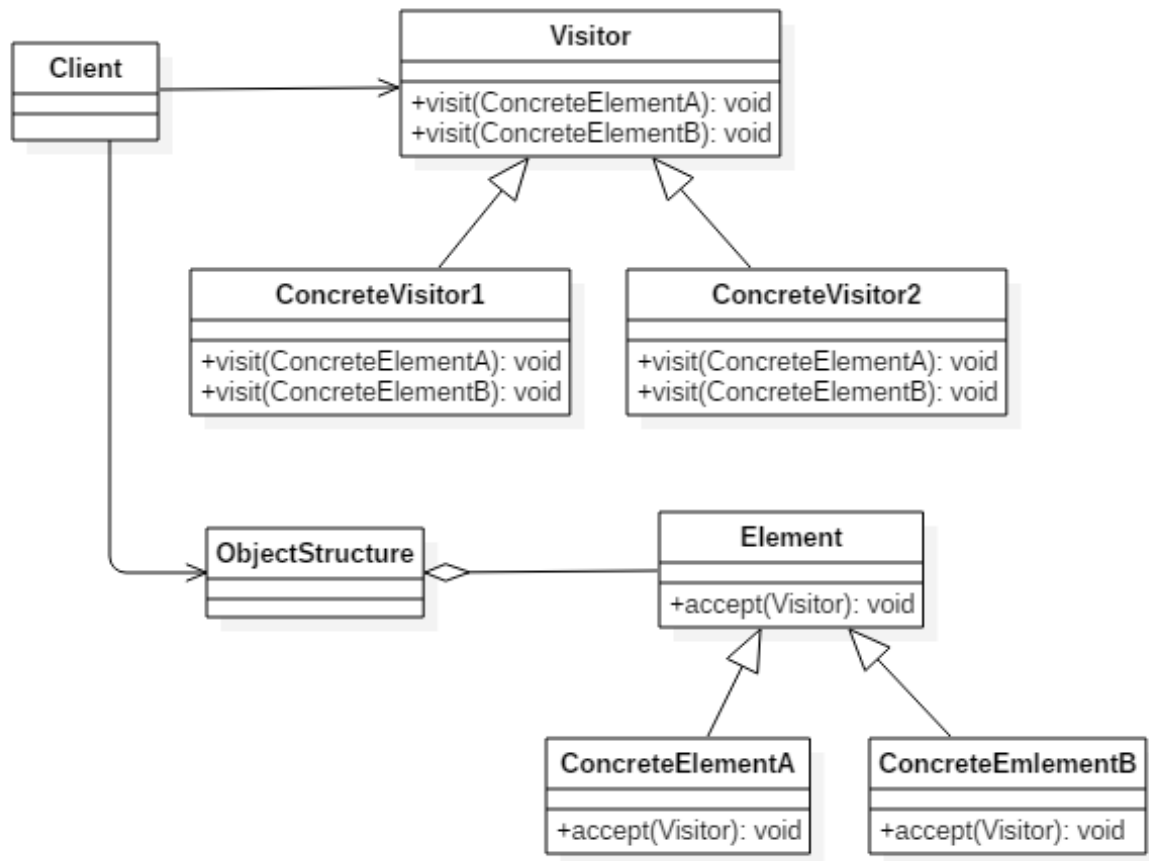 Client
Visitor
+visit(ConcreteElementA): void
+visit(ConcreteElementB): void
ConcreteVisitor1
+visit(ConcreteElementA): void
+visit(ConcreteElementB): void
ConcreteVisitor2
+visit(ConcreteElementA): void
+visit(ConcreteElementB): void
ObjectStructure
Element
+accept(Visitor): void
ConcreteElementA
+accept(Visitor): void
ConcreteEmlementB
+accept(Visitor): void